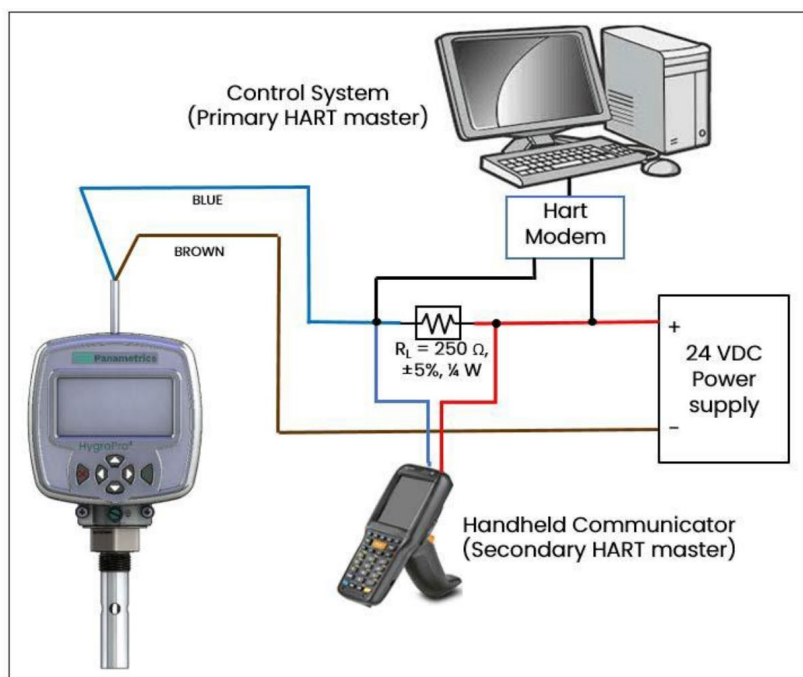 Control System
(Primary HART master)
BLUE
BROWN
Hart
Modem
R_L = 250 Ω,
±5%, ¼ W
+
24 VDC
Power
supply
−
Panametrics
HygroPro⁺
Handheld Communicator
(Secondary HART master)